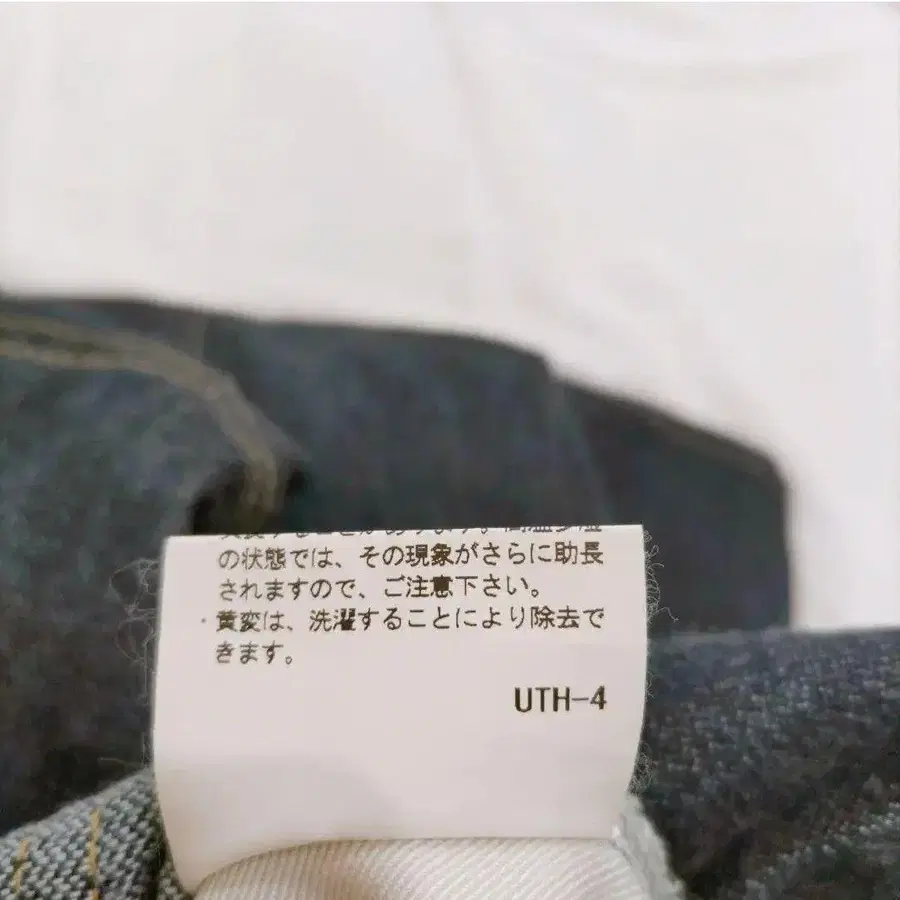 の状態では、その現象がさらに助長
されますので、ご注意下さい。
・黄変は、洗濯することにより除去で
きます。
UTH-4